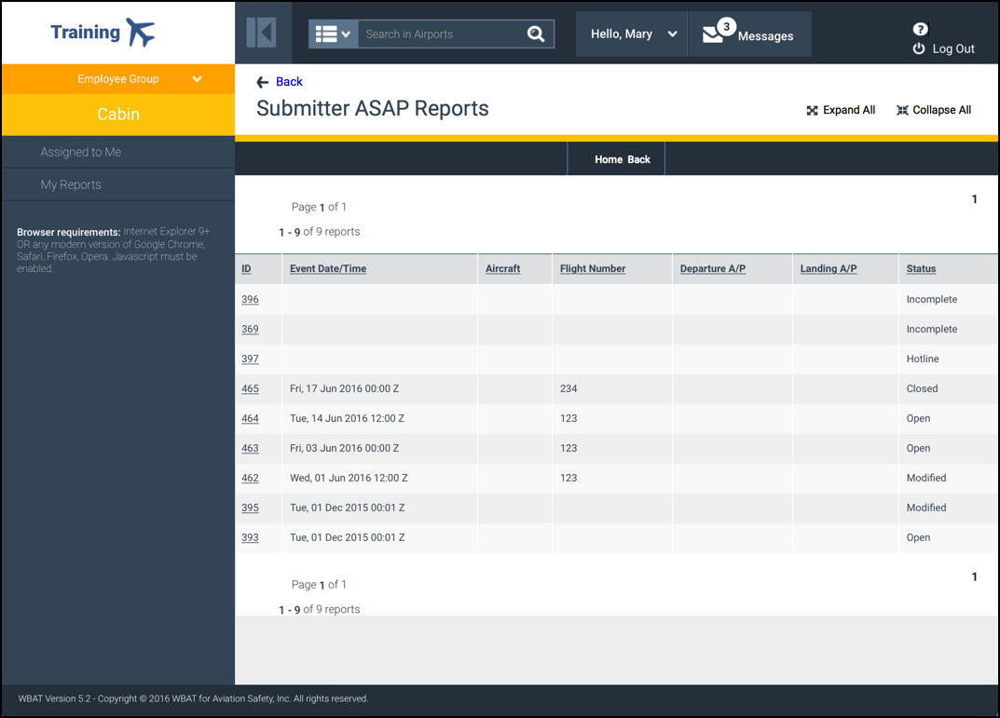 Training
Search in Airports
Hello, Mary
3
Messages
?
Log Out
Employee Group
Cabin
Assigned to Me
My Reports
Browser requirements: Internet Explorer 9+
OR any modern version of Google Chrome,
Safari, Firefox, Opera. Javascript must be
enabled.
Back
Submitter ASAP Reports
Expand All
Collapse All
Home Back
Page 1 of 1
1
1 - 9 of 9 reports
ID Event Date/Time Aircraft Flight Number Departure A/P Landing A/P Status
396 Incomplete
369 Incomplete
397 Hotline
465 Fri, 17 Jun 2016 00:00 Z 234 Closed
464 Tue, 14 Jun 2016 12:00 Z 123 Open
463 Fri, 03 Jun 2016 00:00 Z 123 Open
462 Wed, 01 Jun 2016 12:00 Z 123 Modified
395 Tue, 01 Dec 2015 00:01 Z Modified
393 Tue, 01 Dec 2015 00:01 Z Open
Page 1 of 1
1
1 - 9 of 9 reports
WBAT Version 5.2 - Copyright © 2016 WBAT for Aviation Safety, Inc. All rights reserved.